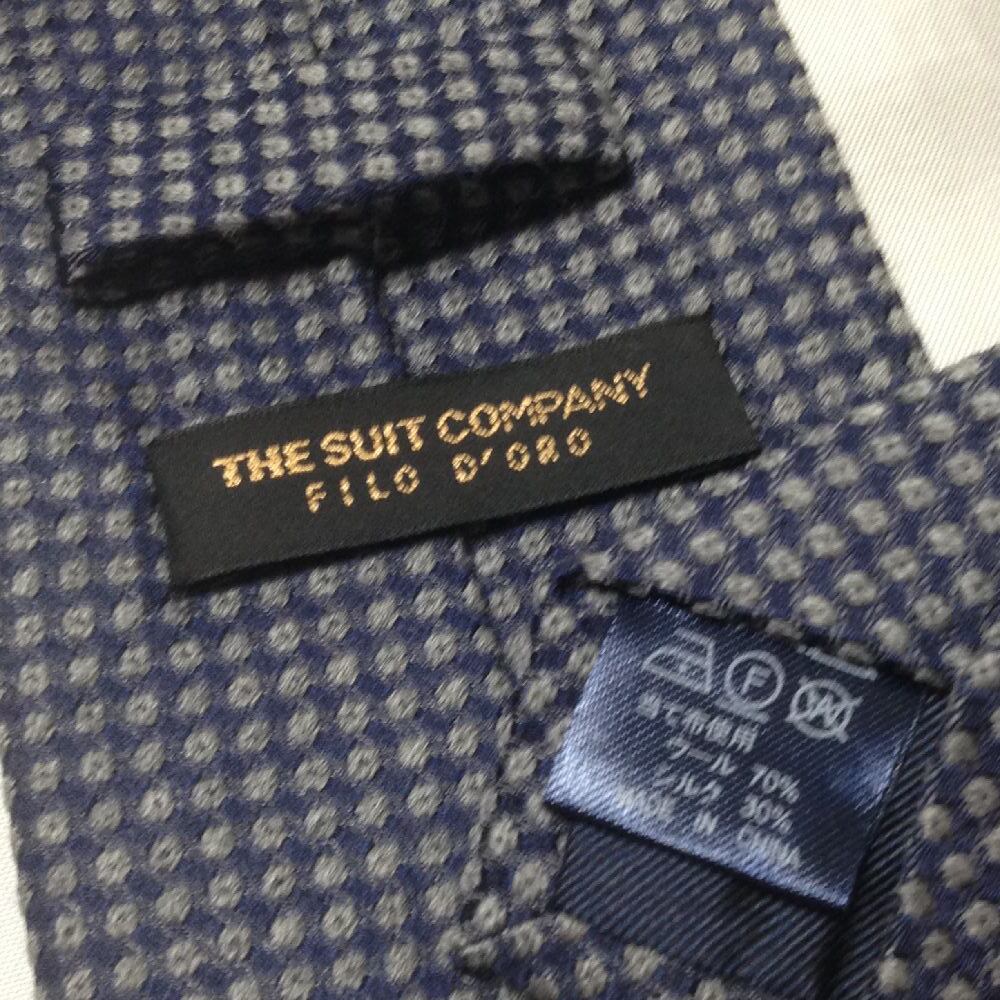 THE SUIT COMPANY
FILO D'ORO
F W
当て布使用
ウール 70%
シルク 30%
MADE IN CHINA